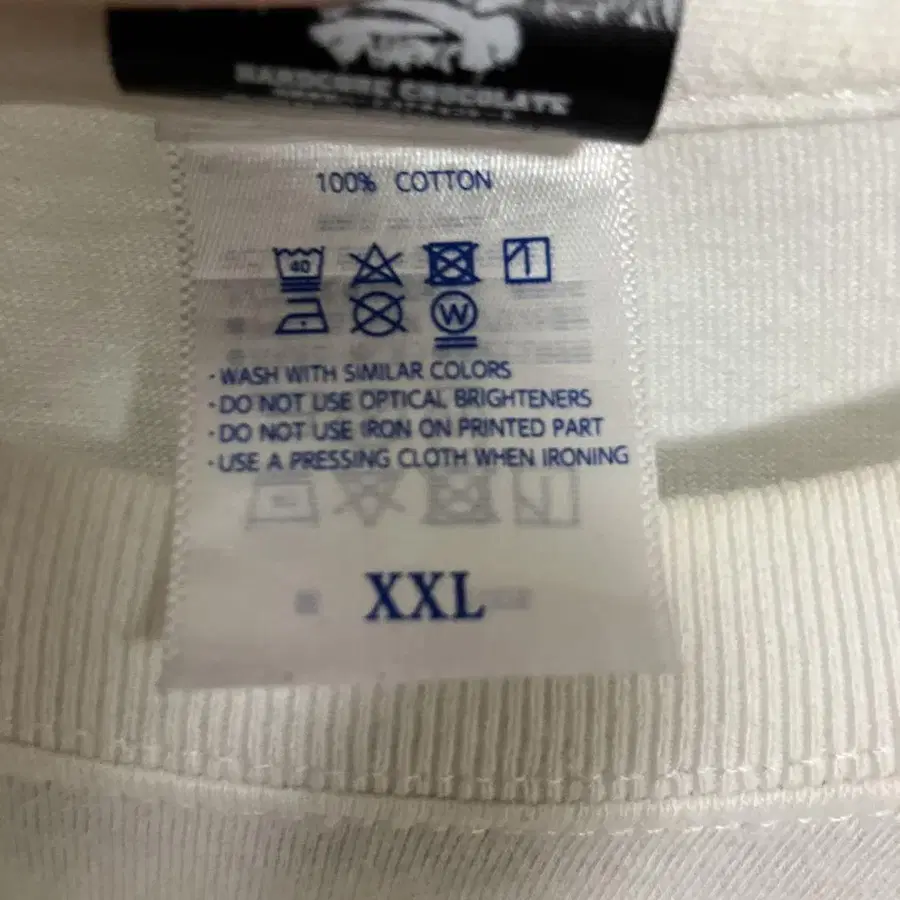 HARDCORE CHOCOLATE
100% COTTON
40
W
· WASH WITH SIMILAR COLORS
· DO NOT USE OPTICAL BRIGHTENERS
· DO NOT USE IRON ON PRINTED PART
· USE A PRESSING CLOTH WHEN IRONING
XXL